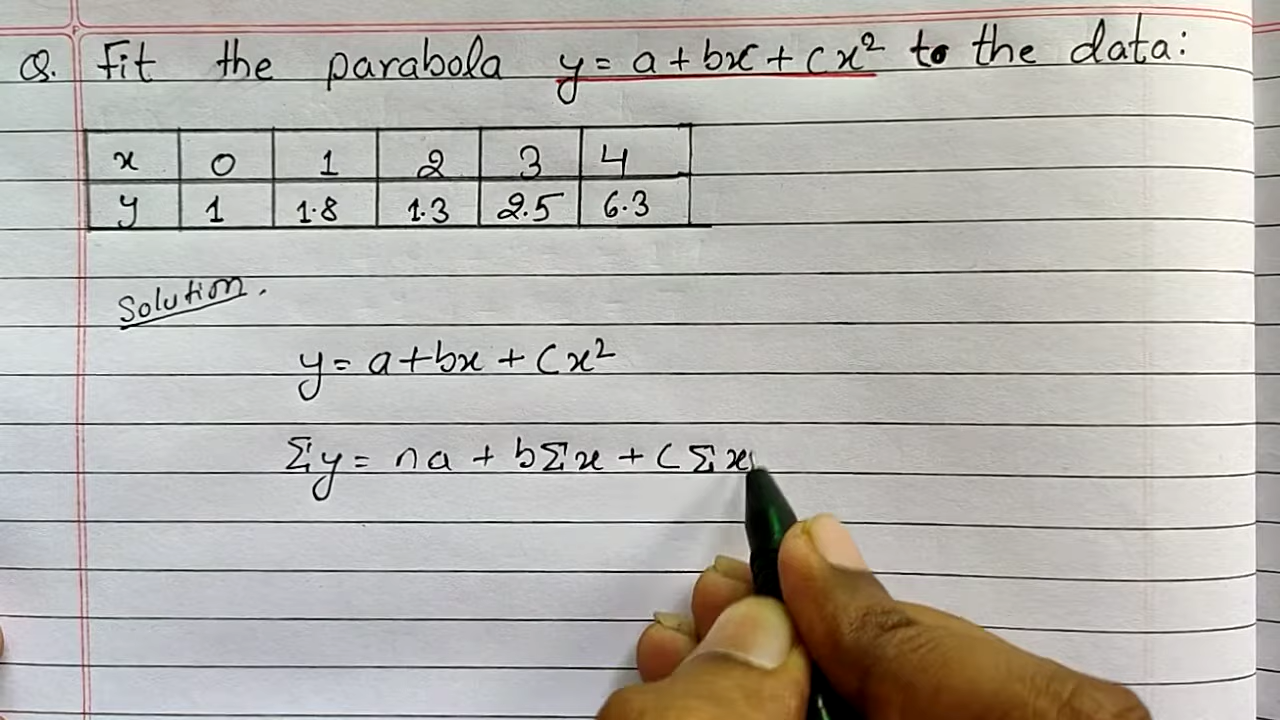 Q. Fit the parabola y = a + bx + cx² to the data:
x 0 1 2 3 4
y 1 1.8 1.3 2.5 6.3
Solution.
y = a + bx + cx²
Σy = na + bΣx + cΣx